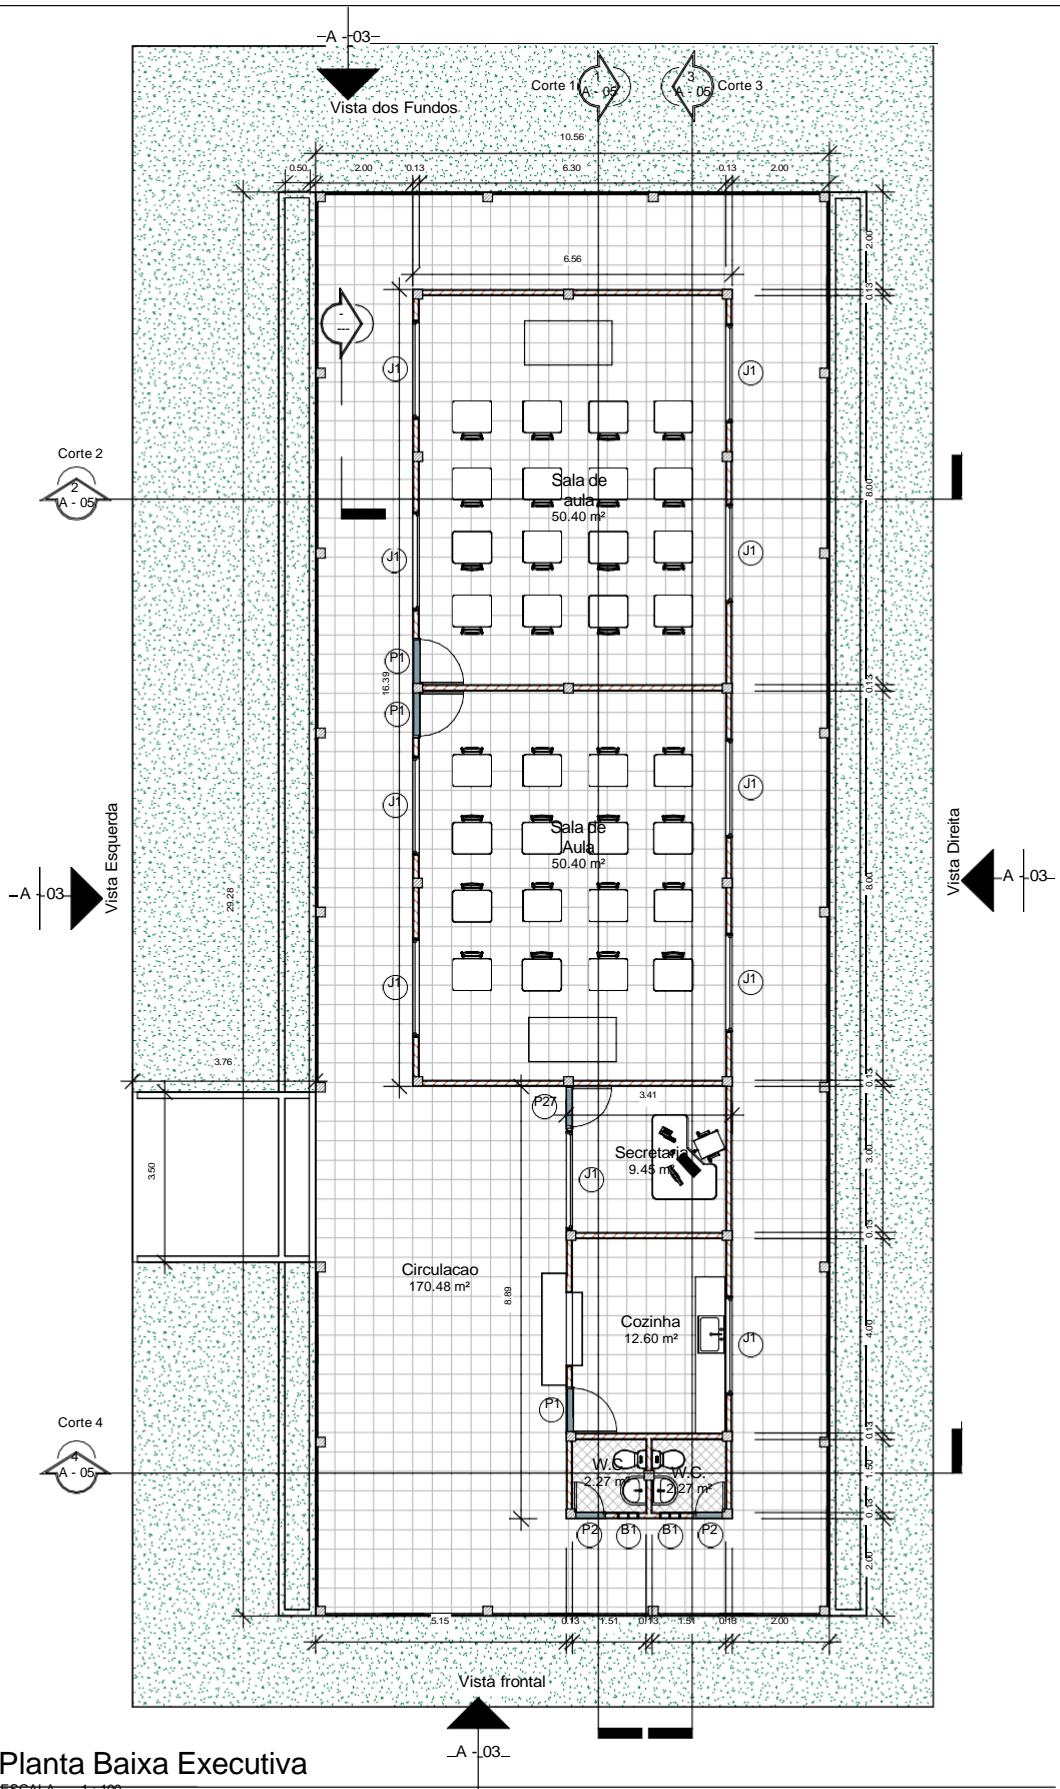 A - 03
Vista dos Fundos
Corte 1
1
A - 05
3
A - 05
Corte 3
10.56
0.50
2.00
0.13
6.30
0.13
2.00
6.56
2.00
0.13
-
---
J1
J1
Corte 2
2
A - 05
Sala de
aula
50.40 m²
8.00
J1
J1
P1
16.39
0.13
P1
J1
J1
Sala de
Aula
50.40 m²
Vista Esquerda
A - 03
29.28
8.00
Vista Direita
A - 03
J1
J1
3.76
0.13
P27
3.41
3.50
Secretaria
9.45 m²
J1
3.00
0.13
Circulacao
170.48 m²
8.89
Cozinha
12.60 m²
J1
4.00
P1
Corte 4
4
A - 05
0.13
W.C.
2.27 m²
W.C.
2.27 m²
1.50
0.13
P2
B1
B1
P2
2.00
5.15
0.13
1.51
0.13
1.51
0.13
2.00
Vista frontal
A - 03
Planta Baixa Executiva
ESCALA 1 : 100